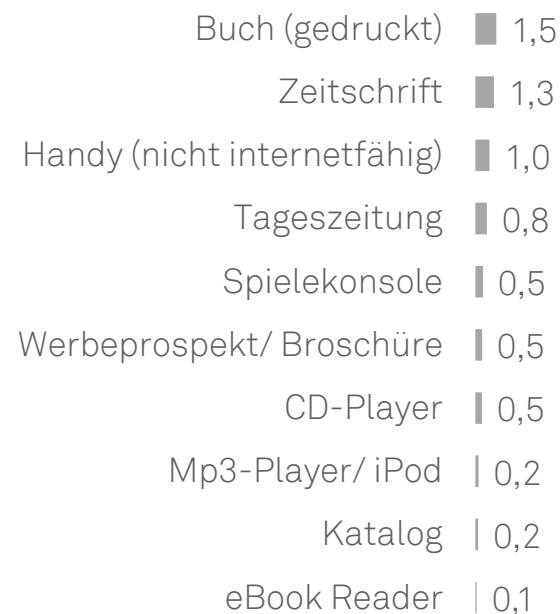 Buch (gedruckt) 1,5
Zeitschrift 1,3
Handy (nicht internetfähig) 1,0
Tageszeitung 0,8
Spielekonsole 0,5
Werbeprospekt/ Broschüre 0,5
CD-Player 0,5
Mp3-Player/ iPod 0,2
Katalog 0,2
eBook Reader 0,1